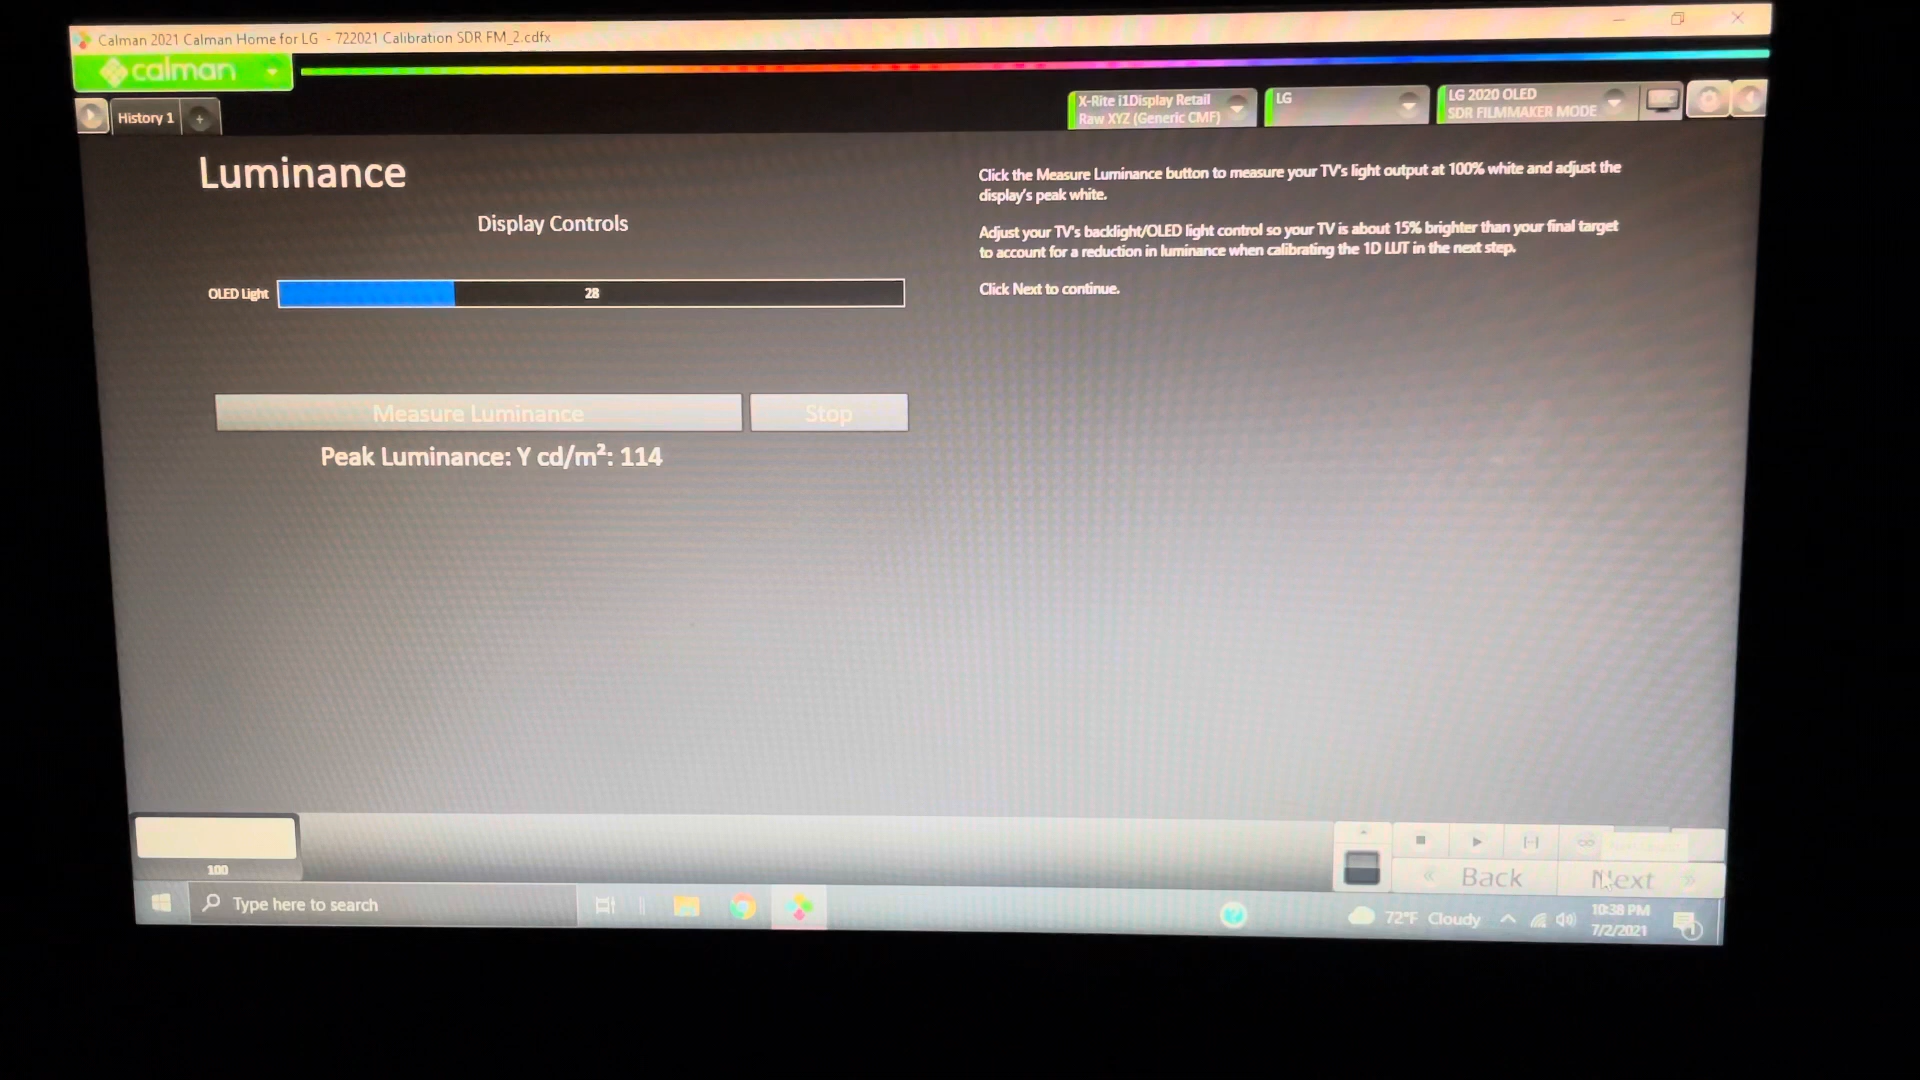 Calman 2021 Calman Home for LG - 722021 Calibration SDR FM_2.cdfx
calman
History 1 +
X-Rite i1Display Retail
Raw XYZ (Generic CMF)
LG
LG 2020 OLED
SDR FILMMAKER MODE
Luminance
Display Controls
OLED Light 28
Measure Luminance Stop
Peak Luminance: Y cd/m²: 114
Click the Measure Luminance button to measure your TV's light output at 100% white and adjust the
display's peak white.
Adjust your TV's backlight/OLED light control so your TV is about 15% brighter than your final target
to account for a reduction in luminance when calibrating the 1D LUT in the next step.
Click Next to continue.
100
« Back Next »
Type here to search
72°F Cloudy
10:38 PM
7/2/2021
1